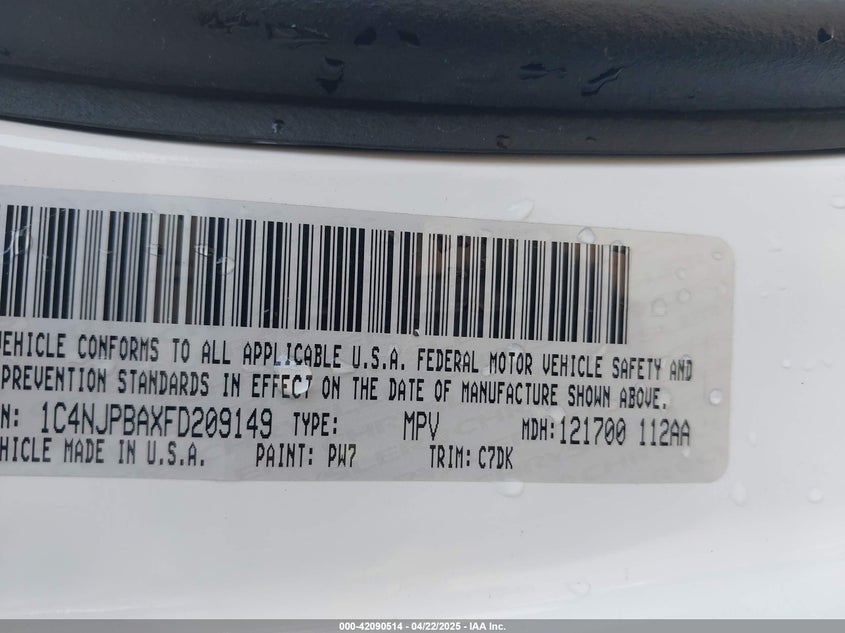 VEHICLE CONFORMS TO ALL APPLICABLE U.S.A. FEDERAL MOTOR VEHICLE SAFETY AND
PREVENTION STANDARDS IN EFFECT ON THE DATE OF MANUFACTURE SHOWN ABOVE.
N: 1C4NJPBAXFD209149 TYPE: MPV MDH:121700 112AA
HICLE MADE IN U.S.A. PAINT: PW7 TRIM: C7DK
000-42090514 - 04/22/2025 - IAA Inc.